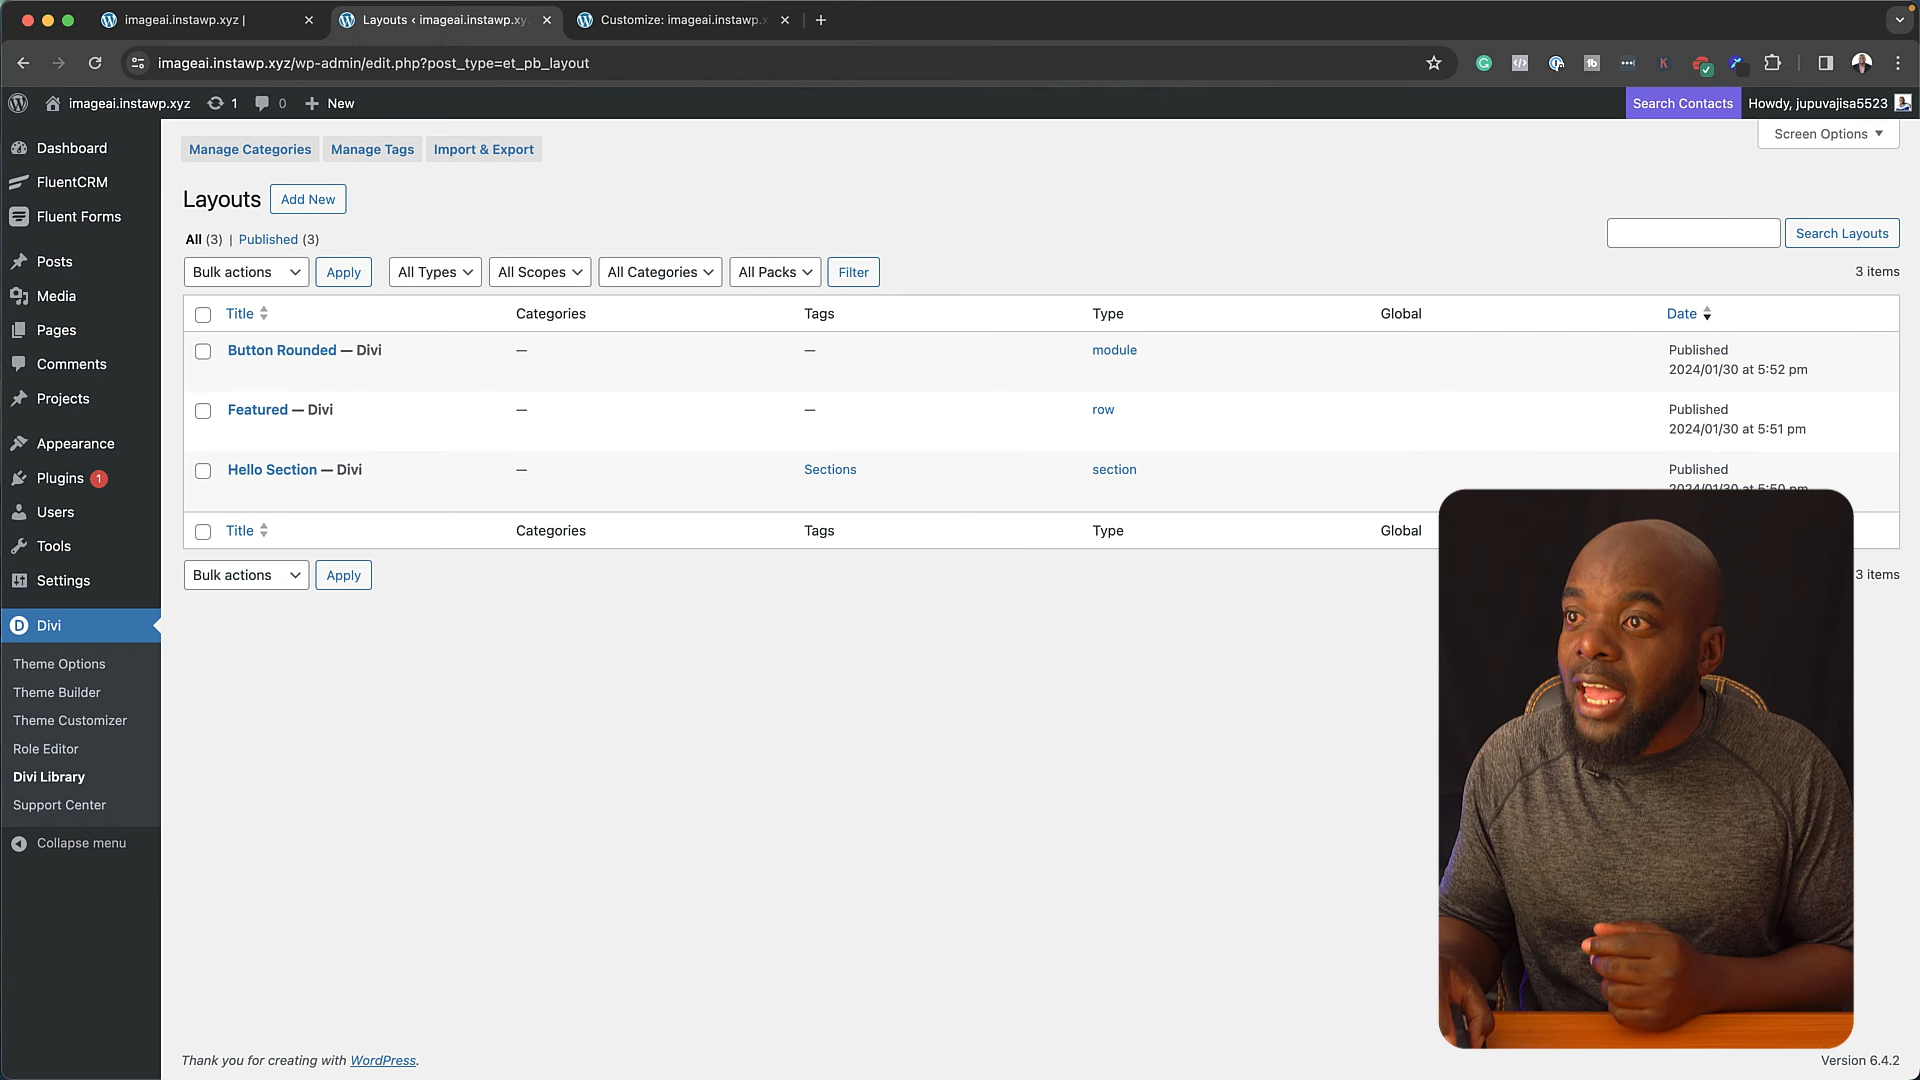 imageai.instawp.xyz |
Layouts ‹ imageai.instawp.xy
Customize: imageai.instawp.x
imageai.instawp.xyz/wp-admin/edit.php?post_type=et_pb_layout
imageai.instawp.xyz 1 0 New
Search Contacts Howdy, jupuvajisa5523
Screen Options
Manage Categories Manage Tags Import & Export
Dashboard
FluentCRM
Fluent Forms
Posts
Media
Pages
Comments
Projects
Appearance
Plugins 1
Users
Tools
Settings
Divi
Theme Options
Theme Builder
Theme Customizer
Role Editor
Divi Library
Support Center
Collapse menu
Layouts Add New
All (3) | Published (3)
Search Layouts
Bulk actions Apply All Types All Scopes All Categories All Packs Filter
3 items
Title Categories Tags Type Global Date
Button Rounded — Divi — — module Published
2024/01/30 at 5:52 pm
Featured — Divi — — row Published
2024/01/30 at 5:51 pm
Hello Section — Divi — Sections section Published
2024/01/30 at 5:50 pm
Title Categories Tags Type Global
Bulk actions Apply
3 items
Thank you for creating with WordPress.
Version 6.4.2